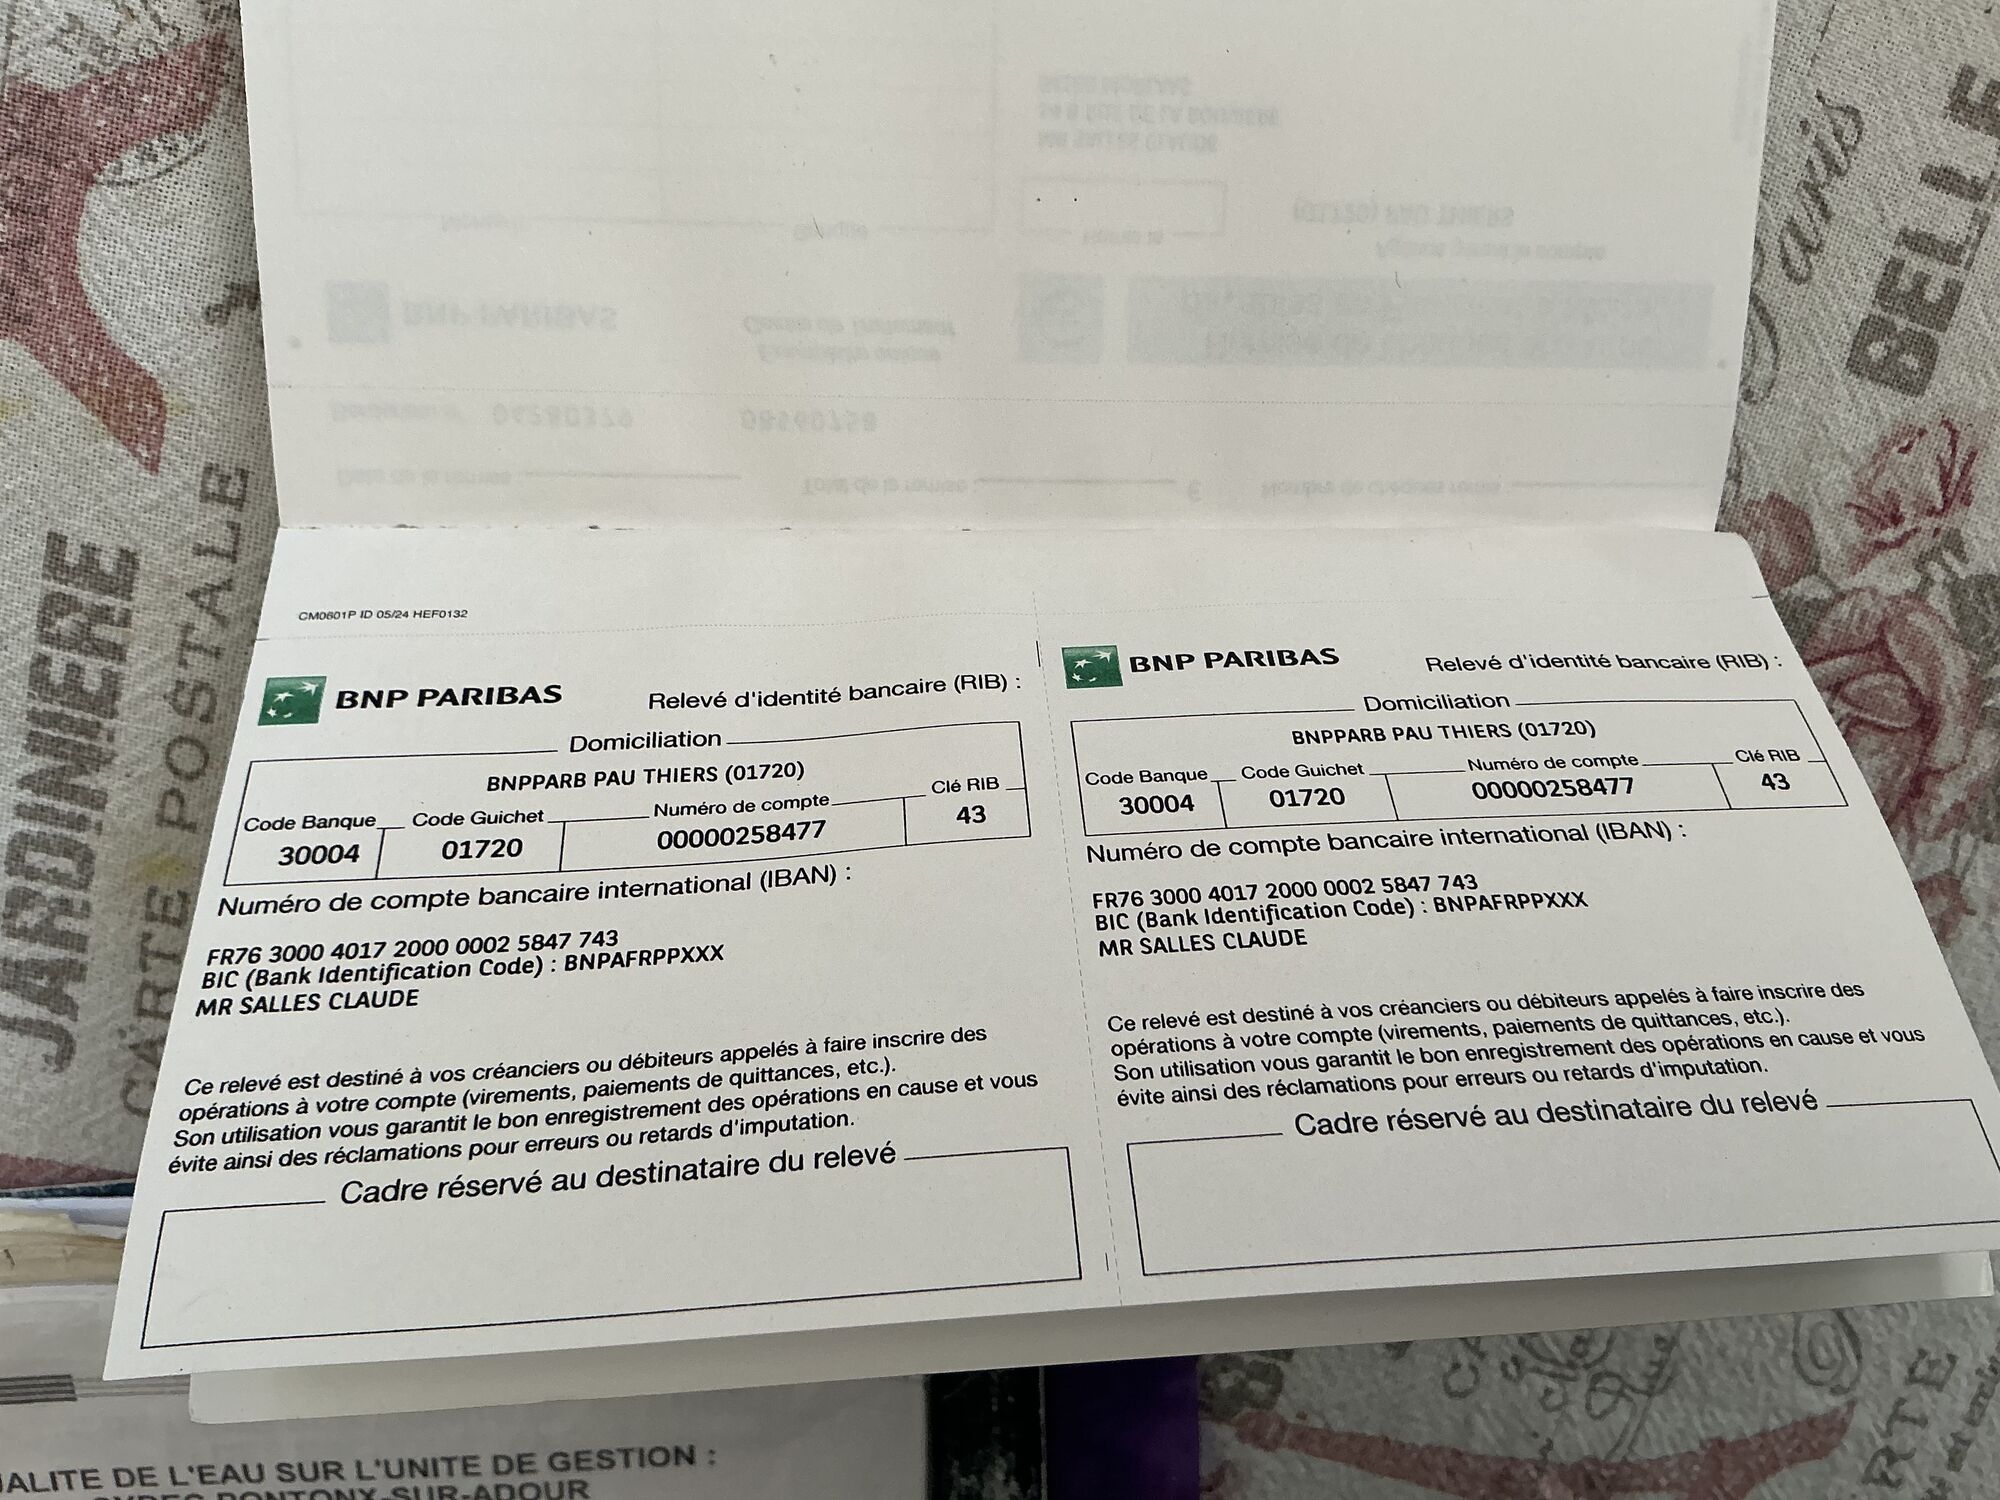 CM0601P ID 05/24 HEF0132
BNP PARIBAS
Relevé d'identité bancaire (RIB) :
Domiciliation
BNPPARB PAU THIERS (01720)
Code Banque Code Guichet Numéro de compte Clé RIB
30004 01720 00000258477 43
Numéro de compte bancaire international (IBAN) :
FR76 3000 4017 2000 0002 5847 743
BIC (Bank Identification Code) : BNPAFRPPXXX
MR SALLES CLAUDE
Ce relevé est destiné à vos créanciers ou débiteurs appelés à faire inscrire des
opérations à votre compte (virements, paiements de quittances, etc.).
Son utilisation vous garantit le bon enregistrement des opérations en cause et vous
évite ainsi des réclamations pour erreurs ou retards d'imputation.
Cadre réservé au destinataire du relevé
BNP PARIBAS
Relevé d'identité bancaire (RIB) :
Domiciliation
BNPPARB PAU THIERS (01720)
Code Banque Code Guichet Numéro de compte Clé RIB
30004 01720 00000258477 43
Numéro de compte bancaire international (IBAN) :
FR76 3000 4017 2000 0002 5847 743
BIC (Bank Identification Code) : BNPAFRPPXXX
MR SALLES CLAUDE
Ce relevé est destiné à vos créanciers ou débiteurs appelés à faire inscrire des
opérations à votre compte (virements, paiements de quittances, etc.).
Son utilisation vous garantit le bon enregistrement des opérations en cause et vous
évite ainsi des réclamations pour erreurs ou retards d'imputation.
Cadre réservé au destinataire du relevé
JARDINIERE
CARTE POSTALE
Paris
BELLE
DE L'EAU SUR L'UNITE DE GESTION :
PONTONX-SUR-ADOUR